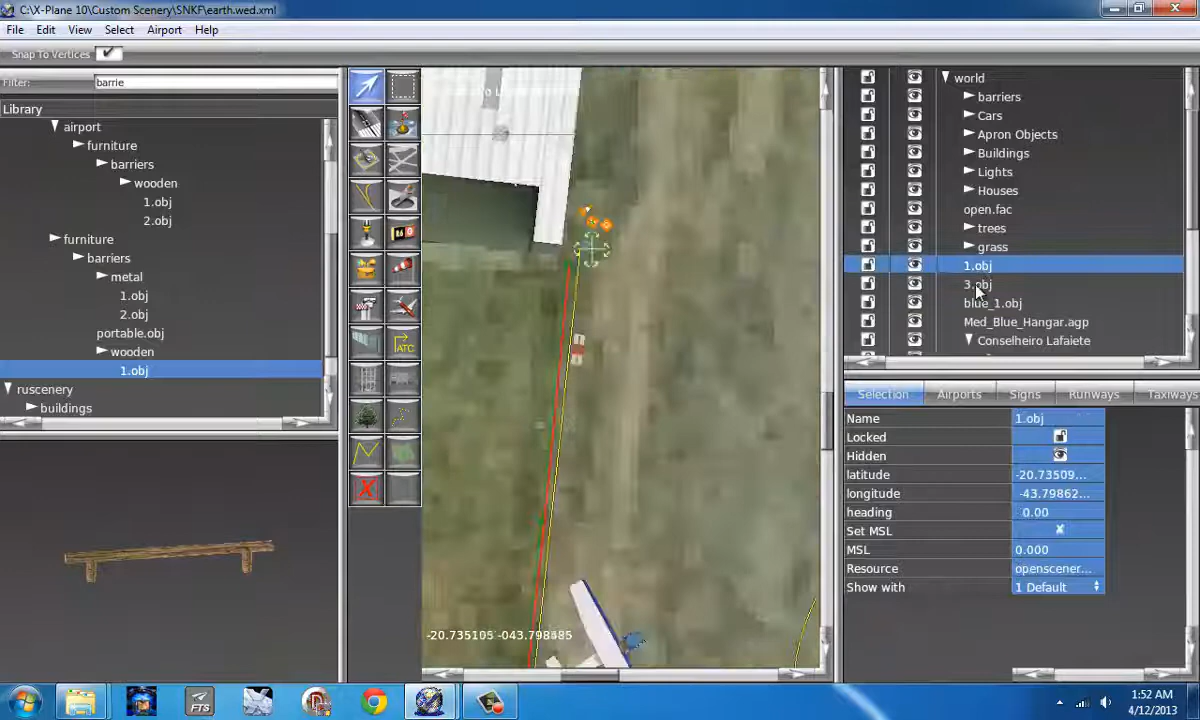 C:\X-Plane 10\Custom Scenery\SNKF\earth.wed.xml
File Edit View Select Airport Help
Snap To Vertices
Filter: barrie
Library
airport
furniture
barriers
wooden
1.obj
2.obj
furniture
barriers
metal
1.obj
2.obj
portable.obj
wooden
1.obj
ruscenery
buildings
ATC
-20.735105 -043.798485
world
barriers
Cars
Apron Objects
Buildings
Lights
Houses
open.fac
trees
grass
1.obj
3.obj
blue_1.obj
Med_Blue_Hangar.agp
Conselheiro Lafaiete
Selection Airports Signs Runways Taxiways
Name 1.obj
Locked
Hidden
latitude -20.73509...
longitude -43.79862...
heading 0.00
Set MSL
MSL 0.000
Resource openscener...
Show with 1 Default
FTS
1:52 AM
4/12/2013